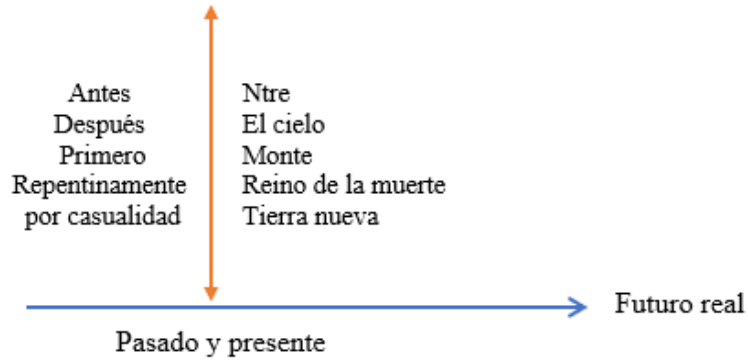 Antes
Después
Primero
Repentinamente
por casualidad
Ntre
El cielo
Monte
Reino de la muerte
Tierra nueva
Futuro real
Pasado y presente